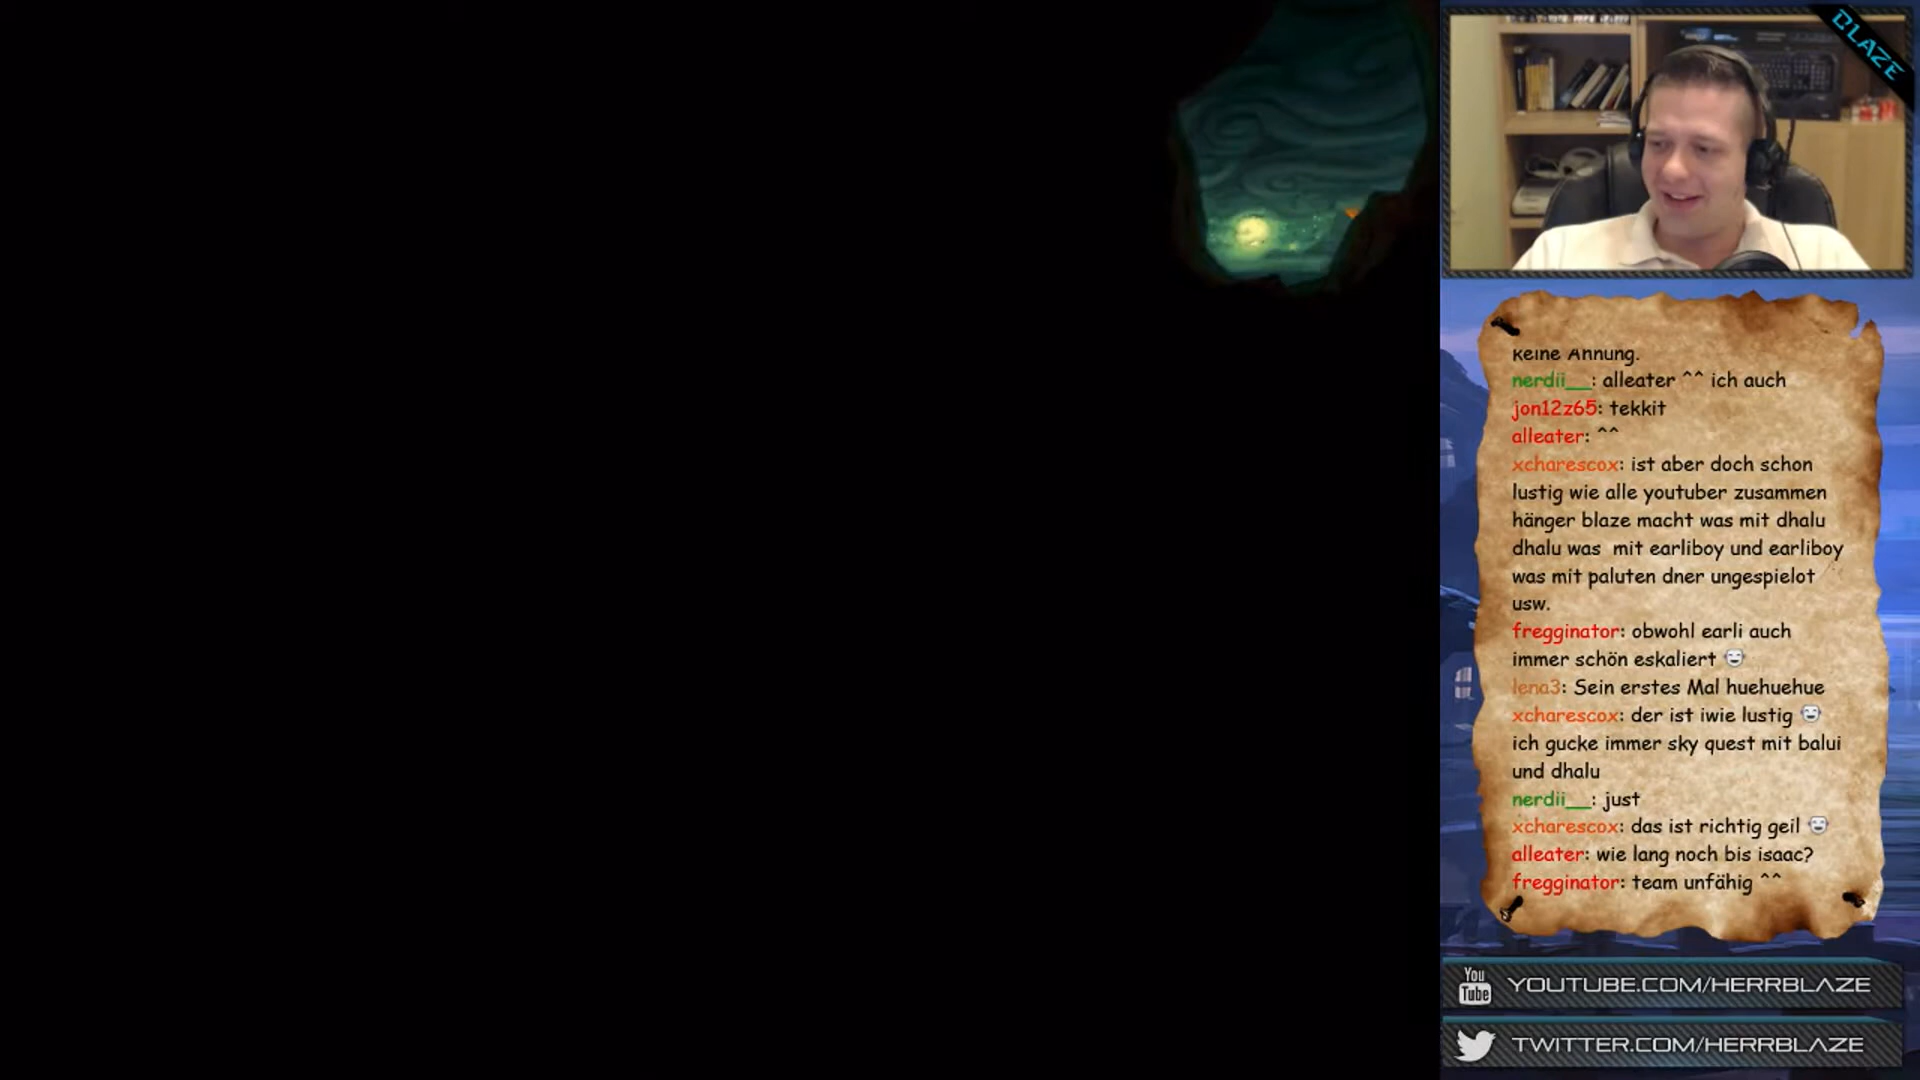 BLAZE
keine Ahnung.
nerdii__: alleater ^^ ich auch
jon12z65: tekkit
alleater: ^^
xcharescox: ist aber doch schon
lustig wie alle youtuber zusammen
hänger blaze macht was mit dhalu
dhalu was mit earliboy und earliboy
was mit paluten dner ungespielot
usw.
fregginator: obwohl earli auch
immer schön eskaliert
lena3: Sein erstes Mal huehuehue
xcharescox: der ist iwie lustig
ich gucke immer sky quest mit balui
und dhalu
nerdii__: just
xcharescox: das ist richtig geil
alleater: wie lang noch bis isaac?
fregginator: team unfähig ^^
You Tube YOUTUBE.COM/HERRBLAZE
TWITTER.COM/HERRBLAZE